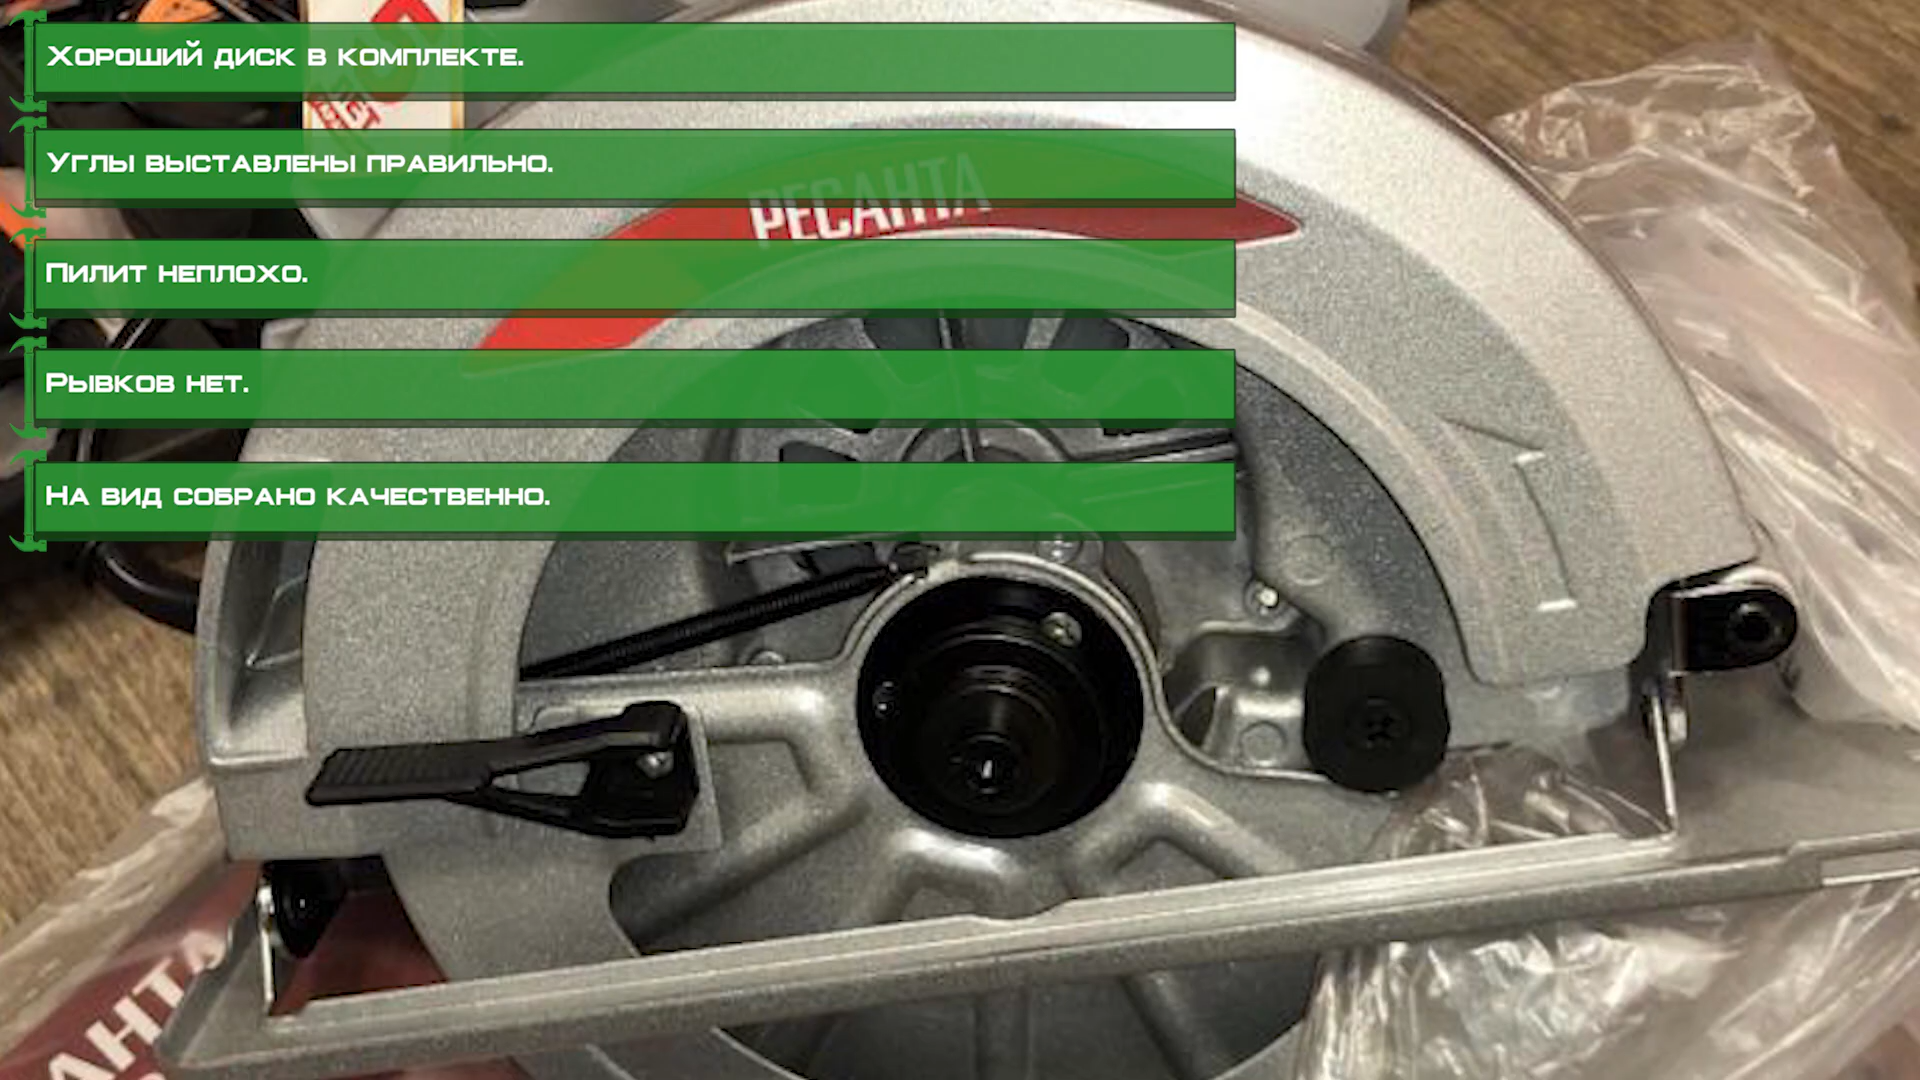 Хороший диск в комплекте.
Углы выставлены правильно.
РЕСАНТА
Пилит неплохо.
Рывков нет.
На вид собрано качественно.